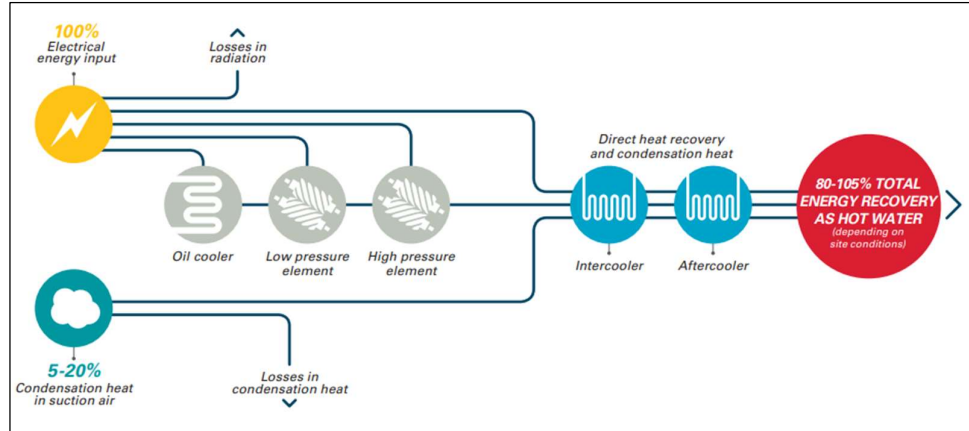 100%
Electrical
energy input
Losses in
radiation
Oil cooler
Low pressure
element
High pressure
element
Direct heat recovery
and condensation heat
Intercooler
Aftercooler
80-105% TOTAL
ENERGY RECOVERY
AS HOT WATER
(depending on
site conditions)
5-20%
Condensation heat
in suction air
Losses in
condensation heat